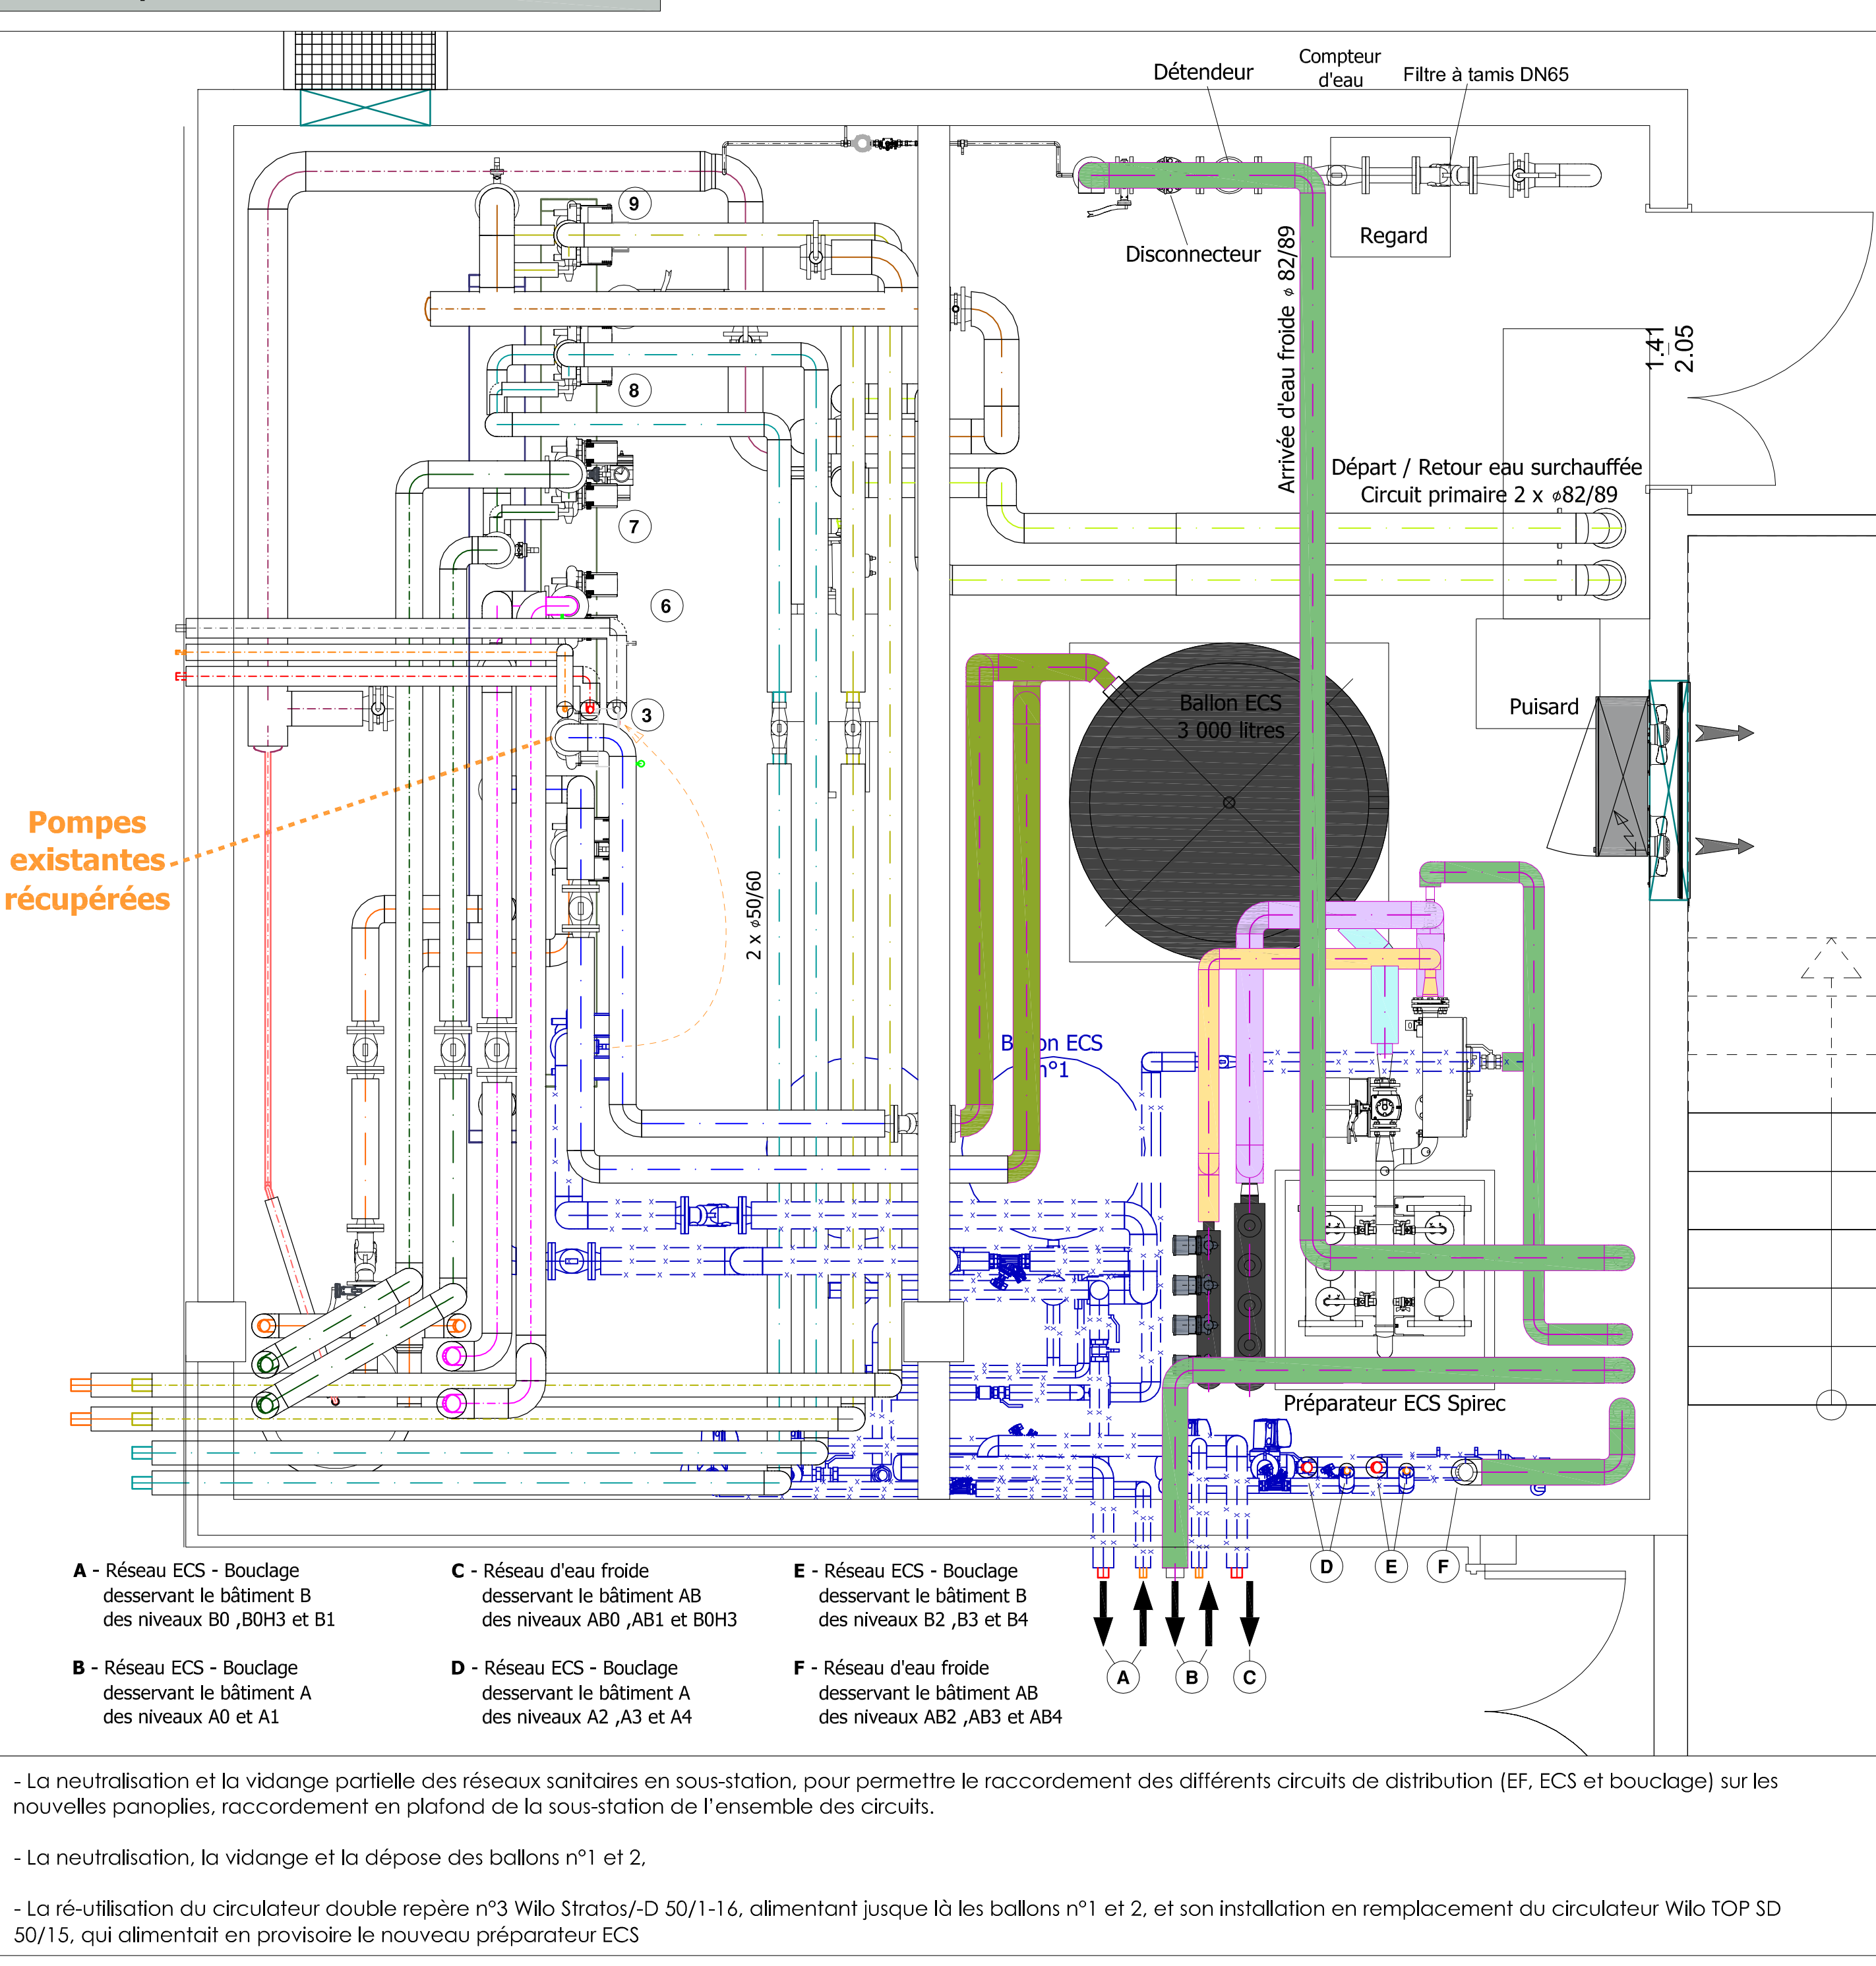 Détendeur
Compteur
d'eau
Filtre à tamis DN65
Disconnecteur
Regard
Arrivée d'eau froide ø 82/89
1.41
2.05
9
8
7
6
3
Départ / Retour eau surchauffée
Circuit primaire 2 x ø82/89
Ballon ECS
3 000 litres
Puisard
Pompes
existantes
récupérées
2 x ø50/60
n°1
Préparateur ECS Spirec
D
E
F
A
B
C
A - Réseau ECS - Bouclage
desservant le bâtiment B
des niveaux B0 ,B0H3 et B1
B - Réseau ECS - Bouclage
desservant le bâtiment A
des niveaux A0 et A1
C - Réseau d'eau froide
desservant le bâtiment AB
des niveaux AB0 ,AB1 et B0H3
D - Réseau ECS - Bouclage
desservant le bâtiment A
des niveaux A2 ,A3 et A4
E - Réseau ECS - Bouclage
desservant le bâtiment B
des niveaux B2 ,B3 et B4
F - Réseau d'eau froide
desservant le bâtiment AB
des niveaux AB2 ,AB3 et AB4
- La neutralisation et la vidange partielle des réseaux sanitaires en sous-station, pour permettre le raccordement des différents circuits de distribution (EF, ECS et bouclage) sur les
nouvelles panoplies, raccordement en plafond de la sous-station de l'ensemble des circuits.
- La neutralisation, la vidange et la dépose des ballons n°1 et 2,
- La ré-utilisation du circulateur double repère n°3 Wilo Stratos/-D 50/1-16, alimentant jusque là les ballons n°1 et 2, et son installation en remplacement du circulateur Wilo TOP SD
50/15, qui alimentait en provisoire le nouveau préparateur ECS